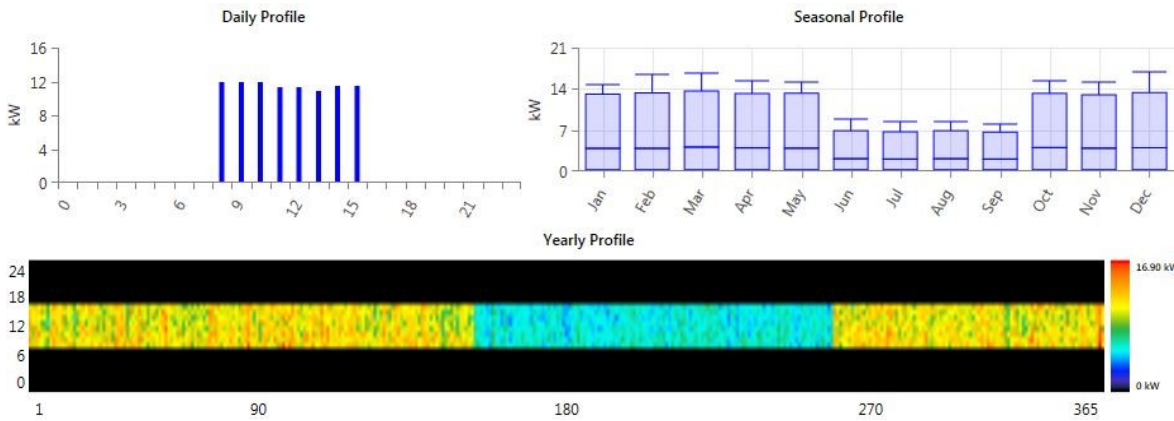 Daily Profile
16
12
8
4
0
kW
0 3 6 9 12 15 18 21
Seasonal Profile
21
14
7
0
kW
Jan Feb Mar Apr May Jun Jul Aug Sep Oct Nov Dec
Yearly Profile
24
18
12
6
0
1 90 180 270 365
16.90 kW
0 kW